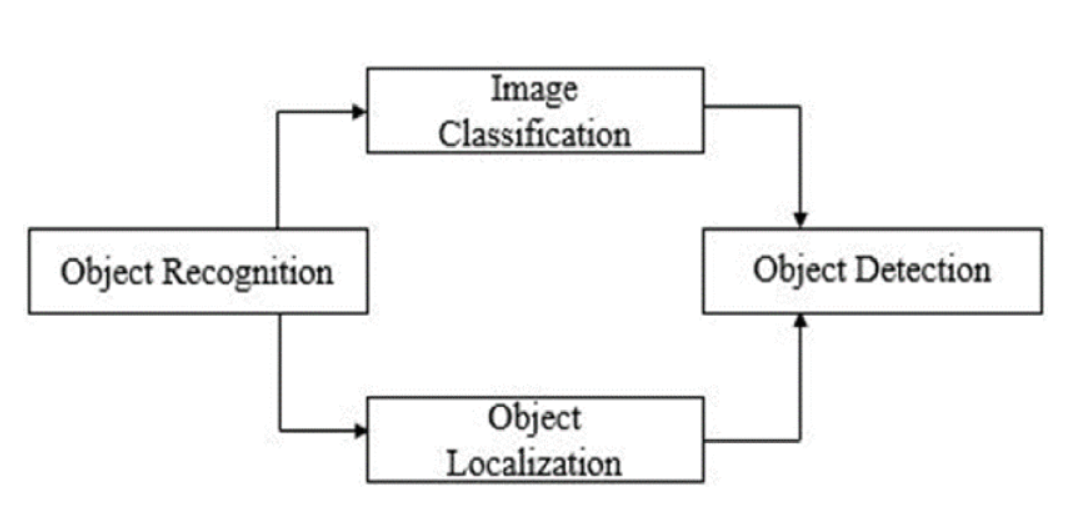 Image
Classification
Object Recognition
Object Detection
Object
Localization